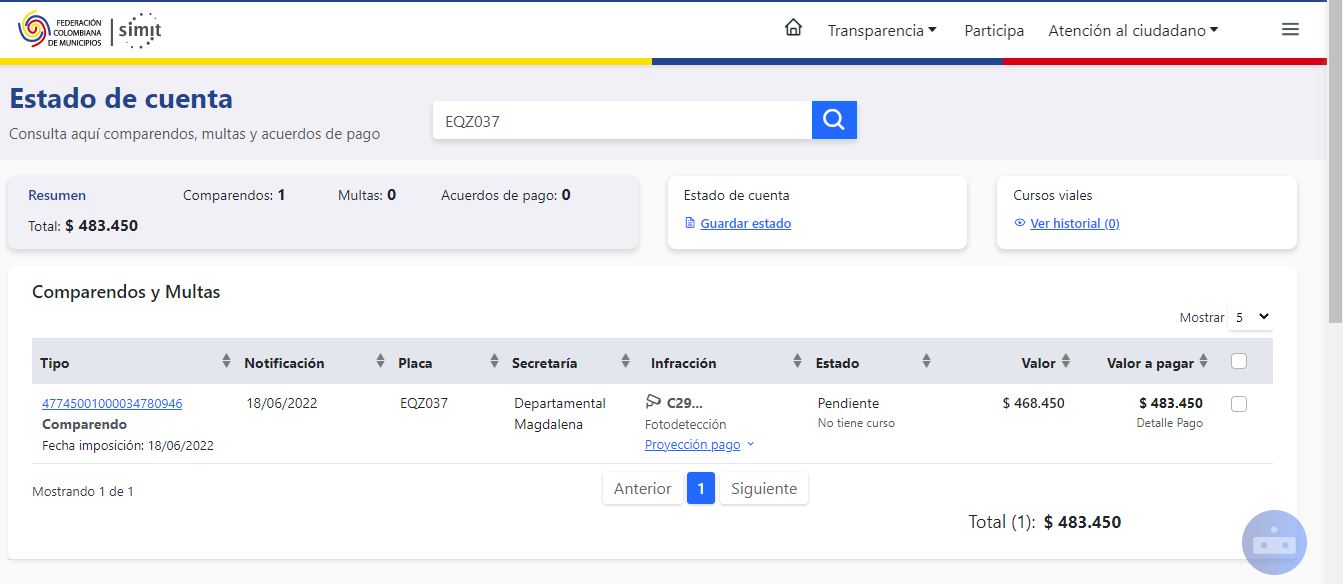 FEDERACIÓN
COLOMBIANA
DE MUNICIPIOS
simit
Transparencia
Participa
Atención al ciudadano
Estado de cuenta
Consulta aquí comparendos, multas y acuerdos de pago
EQZ037
Resumen
Comparendos: 1
Multas: 0
Acuerdos de pago: 0
Total: $ 483.450
Estado de cuenta
Guardar estado
Cursos viales
Ver historial (0)
Comparendos y Multas
Mostrar 5
Tipo Notificación Placa Secretaría Infracción Estado Valor Valor a pagar
47745001000034780946 18/06/2022 EQZ037 Departamental C29... Pendiente $ 468.450 $ 483.450
Comparendo Magdalena Fotodetección No tiene curso Detalle Pago
Fecha imposición: 18/06/2022 Proyección pago
Mostrando 1 de 1
Anterior 1 Siguiente
Total (1): $ 483.450